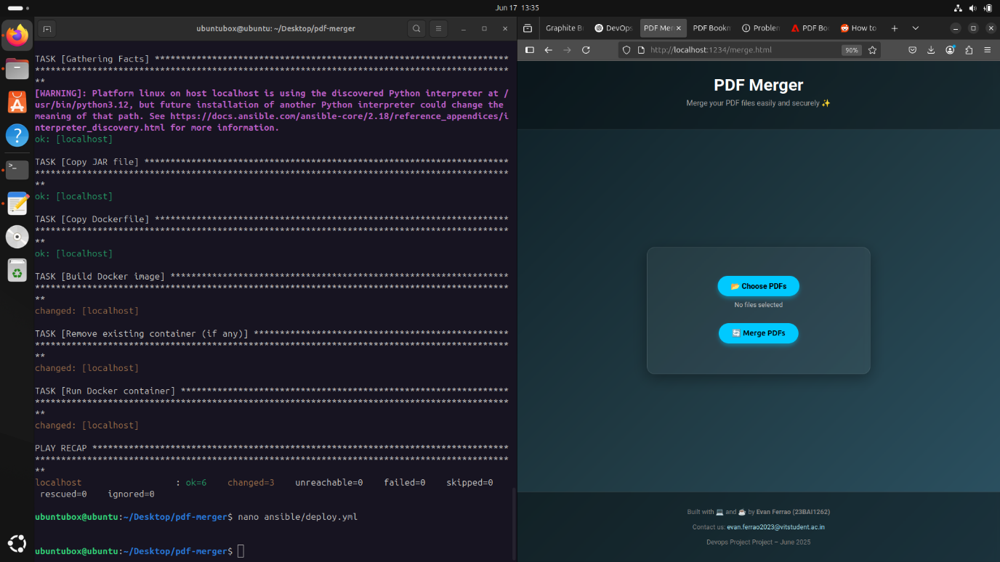 Jun 17 13:35
ubuntubox@ubuntu: ~/Desktop/pdf-merger
TASK [Gathering Facts] ********************************************************************
*******************************************************************************************
**
[WARNING]: Platform linux on host localhost is using the discovered Python interpreter at /
usr/bin/python3.12, but future installation of another Python interpreter could change the
meaning of that path. See https://docs.ansible.com/ansible-core/2.18/reference_appendices/i
nterpreter_discovery.html for more information.
ok: [localhost]
TASK [Copy JAR file] **********************************************************************
*******************************************************************************************
**
ok: [localhost]
TASK [Copy Dockerfile] ********************************************************************
*******************************************************************************************
**
ok: [localhost]
TASK [Build Docker image] *****************************************************************
*******************************************************************************************
**
changed: [localhost]
TASK [Remove existing container (if any)] *************************************************
*******************************************************************************************
**
changed: [localhost]
TASK [Run Docker container] ***************************************************************
*******************************************************************************************
**
changed: [localhost]
PLAY RECAP ********************************************************************************
*******************************************************************************************
**
localhost : ok=6 changed=3 unreachable=0 failed=0 skipped=0
rescued=0 ignored=0
ubuntubox@ubuntu:~/Desktop/pdf-merger$ nano ansible/deploy.yml
ubuntubox@ubuntu:~/Desktop/pdf-merger$
Graphite B
DevOps
PDF Mer
PDF Bookn
Problen
PDF Boo
How to
http://localhost:1234/merge.html
90%
PDF Merger
Merge your PDF files easily and securely ✨
📂 Choose PDFs
No files selected
🔄 Merge PDFs
Built with 💻 and ☕ by Evan Ferrao (23BAI1262)
Contact us: evan.ferrao2023@vitstudent.ac.in
Devops Project Project – June 2025